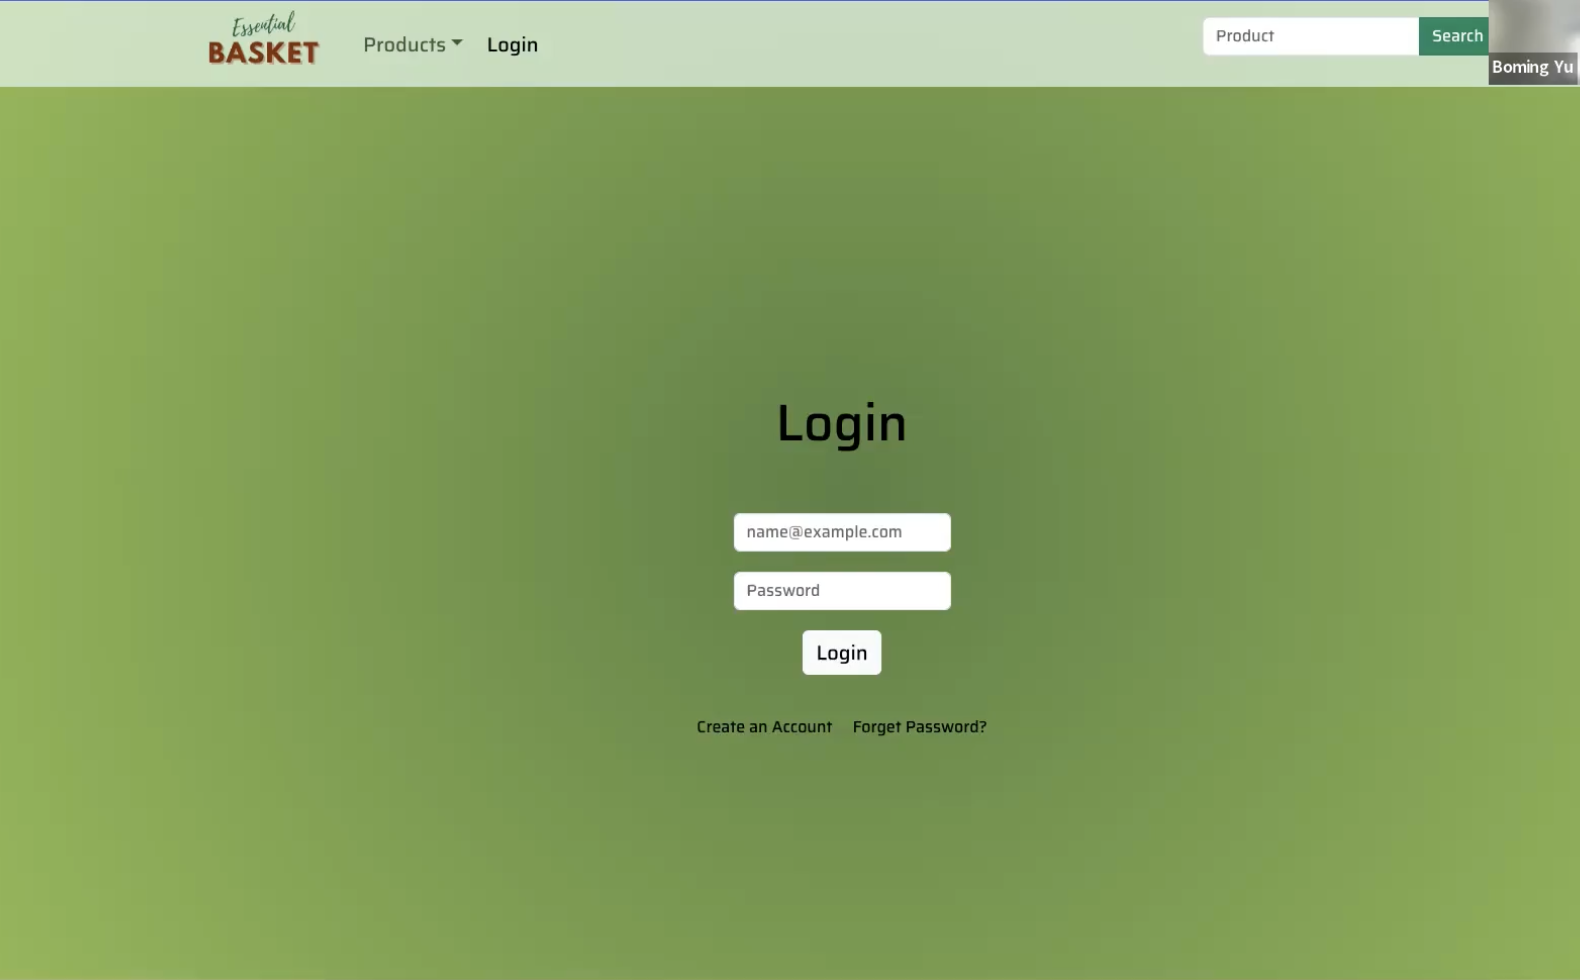 Essential
BASKET
Products
Login
Product
Search
Boming Yu
Login
name@example.com
Password
Login
Create an Account
Forget Password?